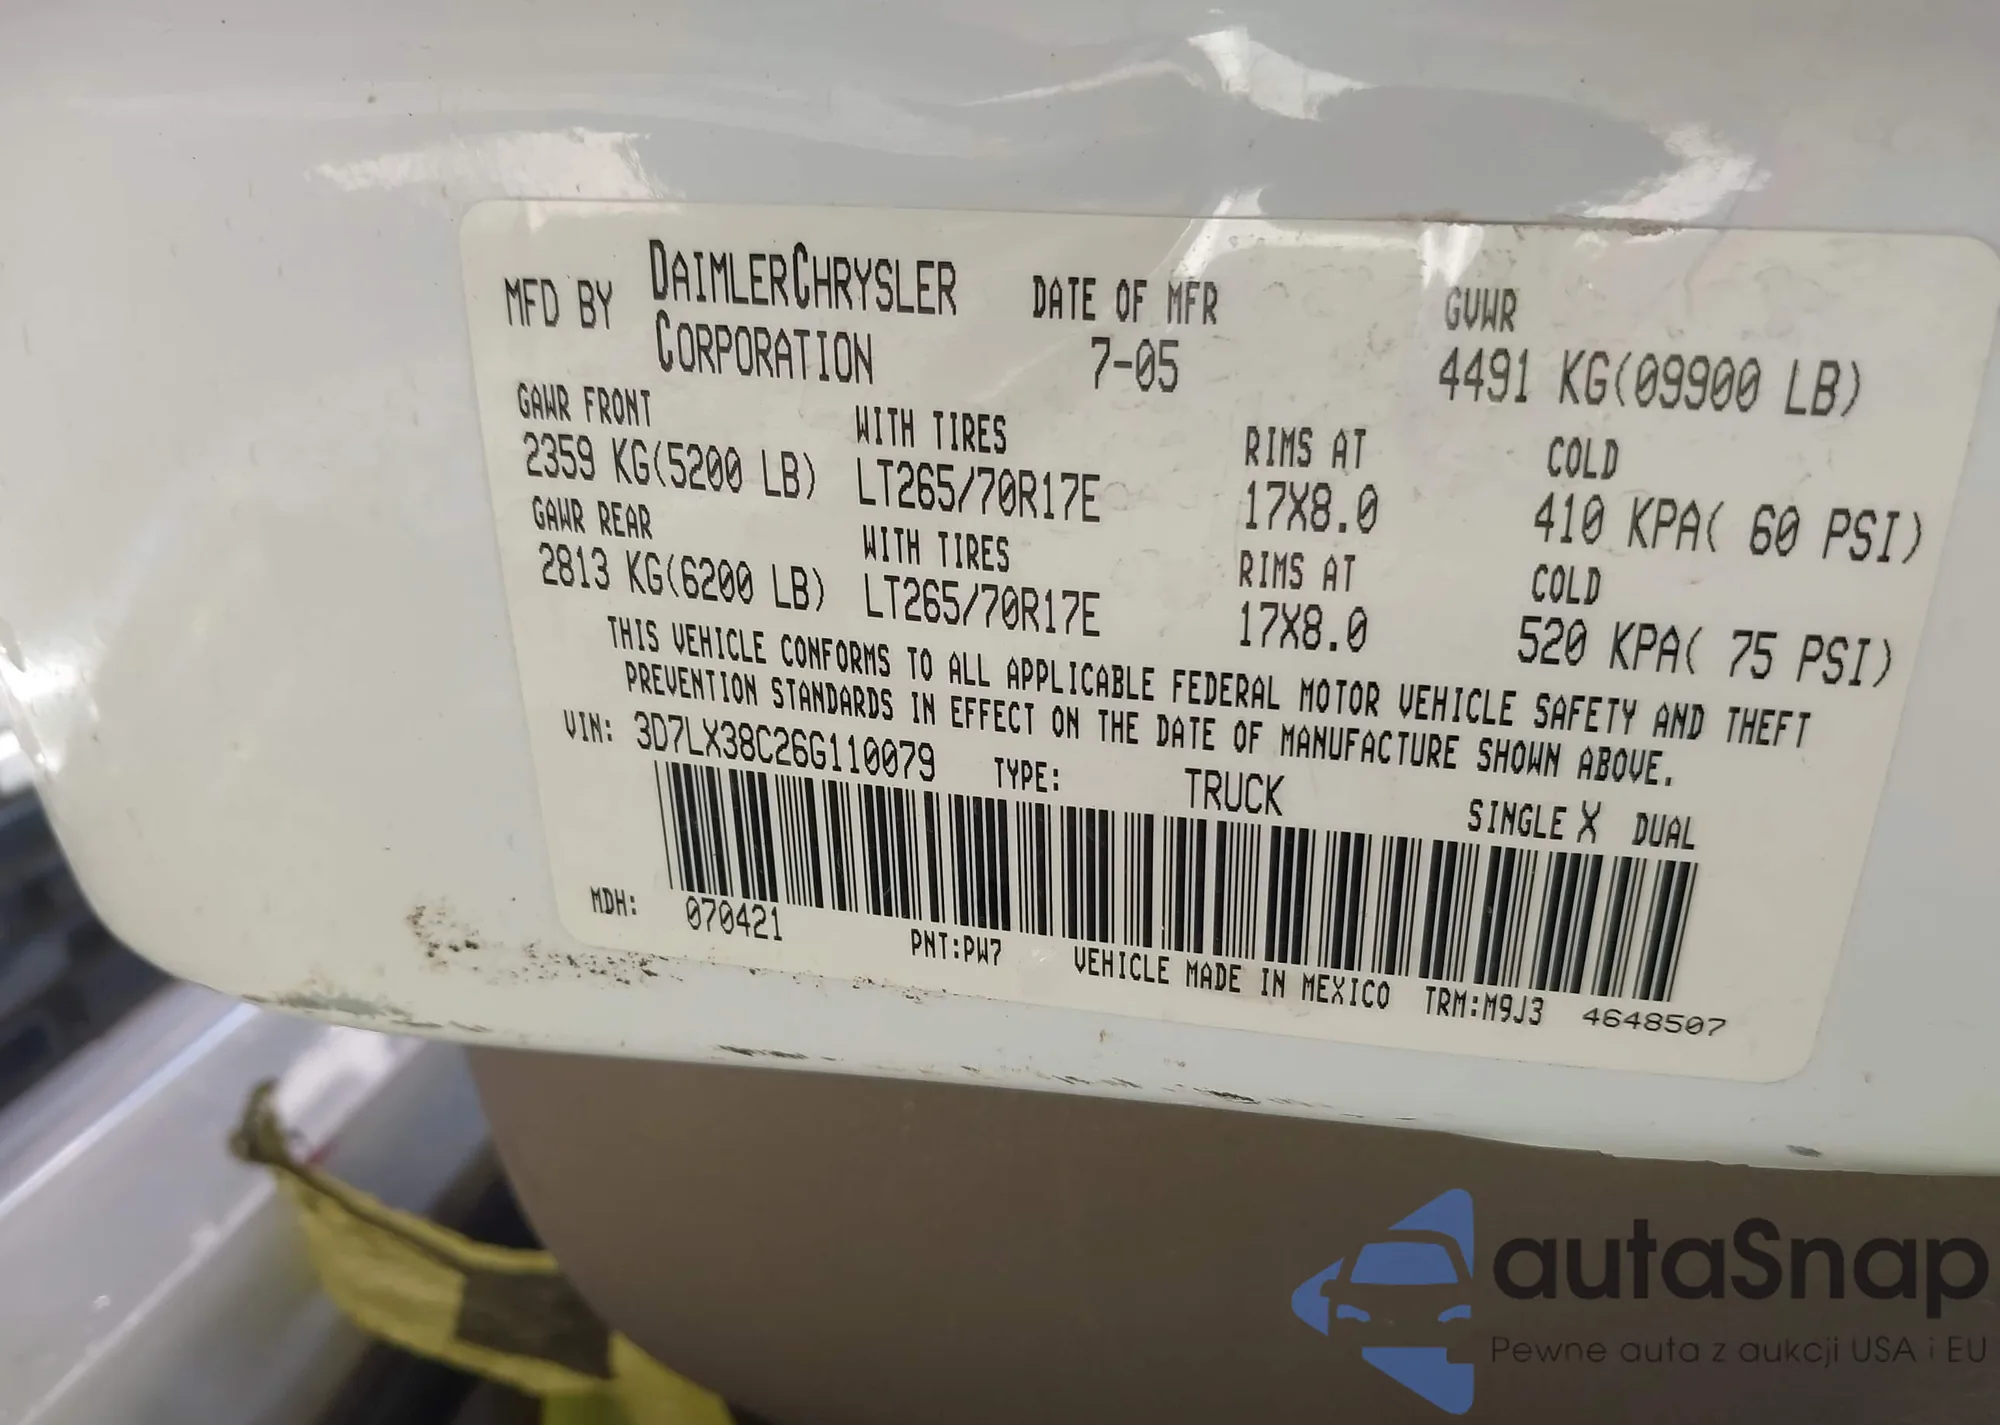 MFD BY DAIMLERCHRYSLER CORPORATION
DATE OF MFR
7-05
GVWR
4491 KG(09900 LB)
GAWR FRONT WITH TIRES RIMS AT COLD
2359 KG(5200 LB) LT265/70R17E 17X8.0 410 KPA( 60 PSI)
GAWR REAR WITH TIRES RIMS AT COLD
2813 KG(6200 LB) LT265/70R17E 17X8.0 520 KPA( 75 PSI)
THIS VEHICLE CONFORMS TO ALL APPLICABLE FEDERAL MOTOR VEHICLE SAFETY AND THEFT
PREVENTION STANDARDS IN EFFECT ON THE DATE OF MANUFACTURE SHOWN ABOVE.
VIN: 3D7LX38C26G110079 TYPE: TRUCK SINGLE X DUAL
MDH: 070421 PNT:PW7 VEHICLE MADE IN MEXICO TRM:M9J3 4648507
autaSnap
Pewne auta z aukcji USA i EU